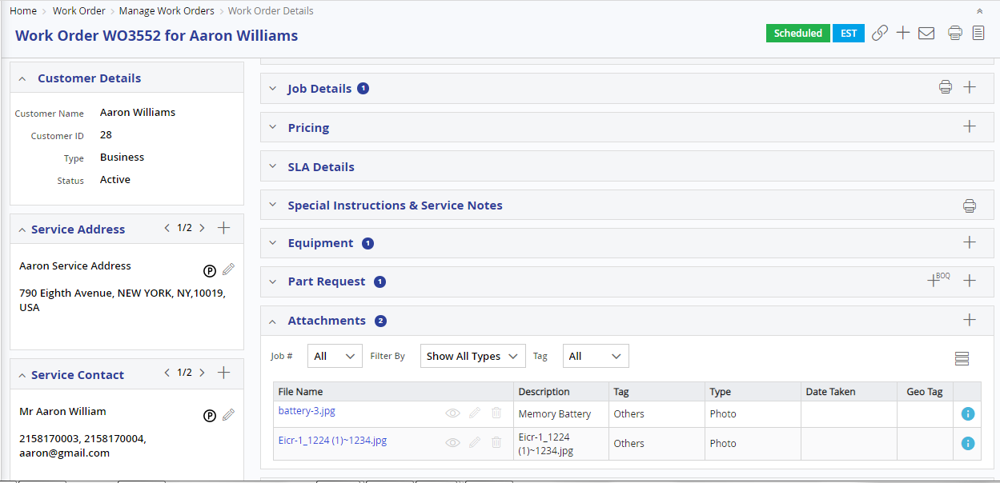 Home > Work Order > Manage Work Orders > Work Order Details
Work Order WO3552 for Aaron Williams
Scheduled
EST
Customer Details
Customer Name Aaron Williams
Customer ID 28
Type Business
Status Active
Service Address < 1/2 >
Aaron Service Address
P
790 Eighth Avenue, NEW YORK, NY,10019,
USA
Service Contact < 1/2 >
Mr Aaron William
P
2158170003, 2158170004,
aaron@gmail.com
Job Details 1
Pricing
SLA Details
Special Instructions & Service Notes
Equipment 1
Part Request 1
BOQ
Attachments 2
Job # All Filter By Show All Types Tag All
File Name Description Tag Type Date Taken Geo Tag
battery-3.jpg Memory Battery Others Photo
Eicr-1_1224 (1)~1234.jpg Eicr-1_1224 Others Photo
(1)~1234.jpg